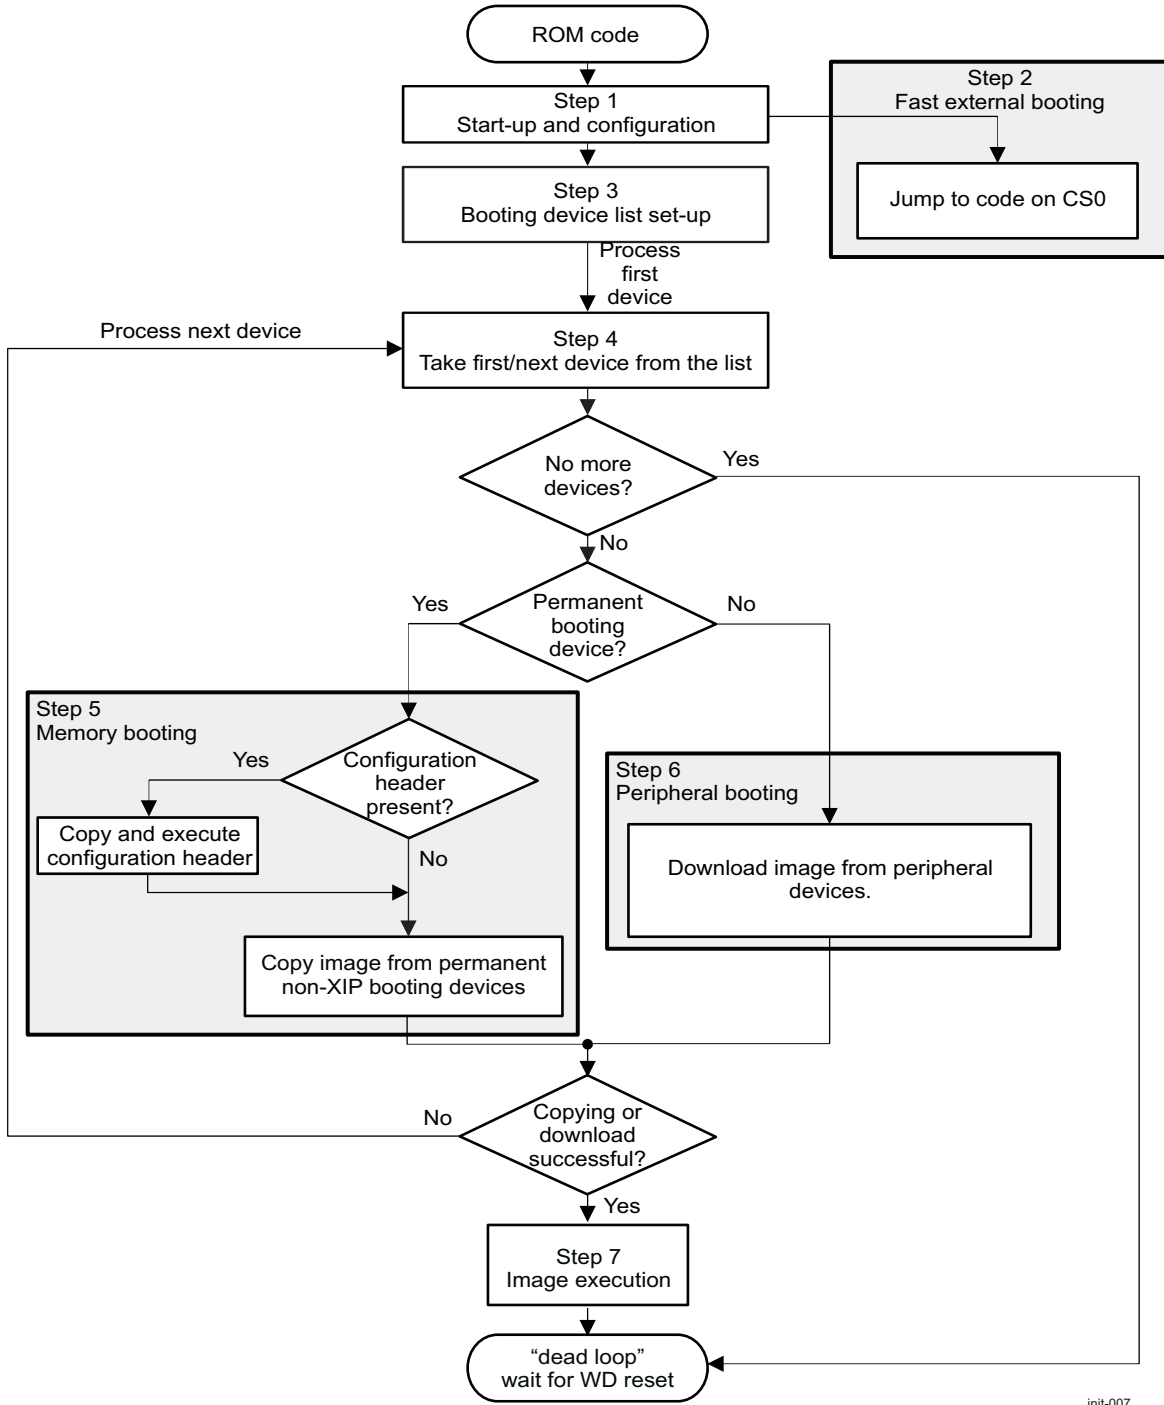 ROM code
Step 1
Start-up and configuration
Step 2
Fast external booting
Jump to code on CS0
Step 3
Booting device list set-up
Process
first
device
Process next device
Step 4
Take first/next device from the list
No more
devices?
Yes
No
Permanent
booting
device?
Yes
No
Step 5
Memory booting
Configuration
header
present?
Yes
Copy and execute
configuration header
No
Copy image from permanent
non-XIP booting devices
Step 6
Peripheral booting
Download image from peripheral
devices.
Copying or
download
successful?
No
Yes
Step 7
Image execution
“dead loop”
wait for WD reset
init-007